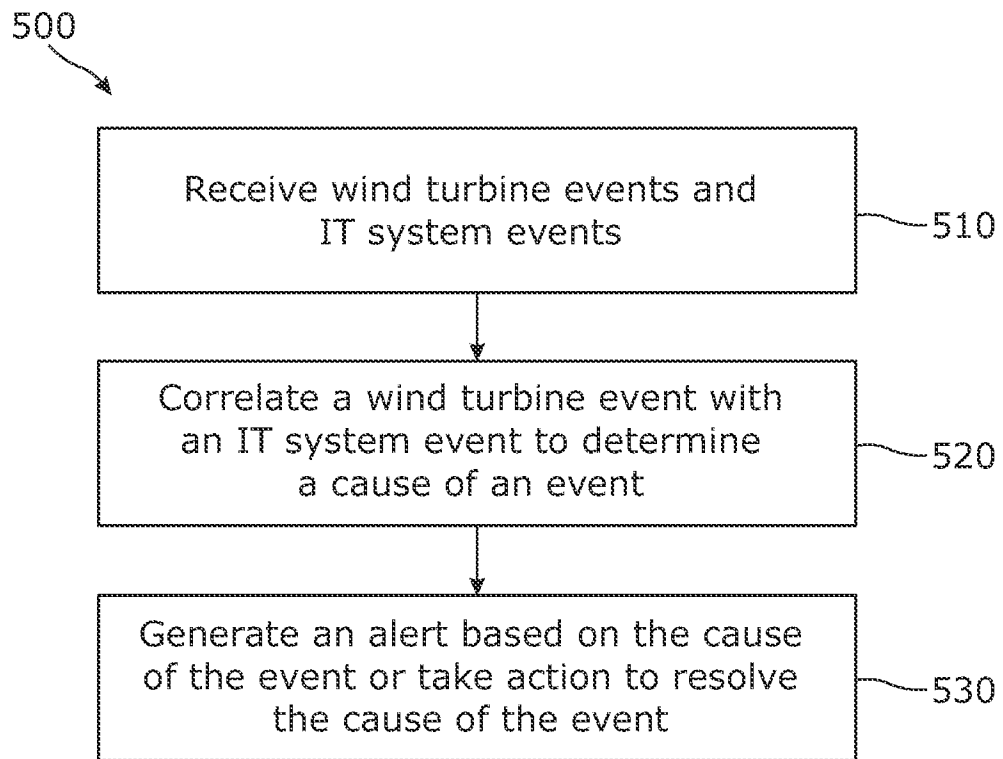 500
Receive wind turbine events and
IT system events
510
Correlate a wind turbine event with
an IT system event to determine
a cause of an event
520
Generate an alert based on the cause
of the event or take action to resolve
the cause of the event
530